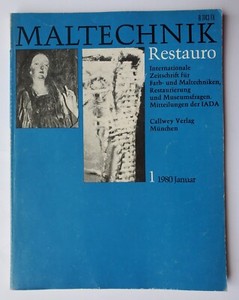 MALTECHNIK
Restauro
Internationale
Zeitschrift für
Farb- und Maltechniken,
Restaurierung
und Museumsfragen
Mitteilungen der IADA
Callwey Verlag
München
1 1980 Januar